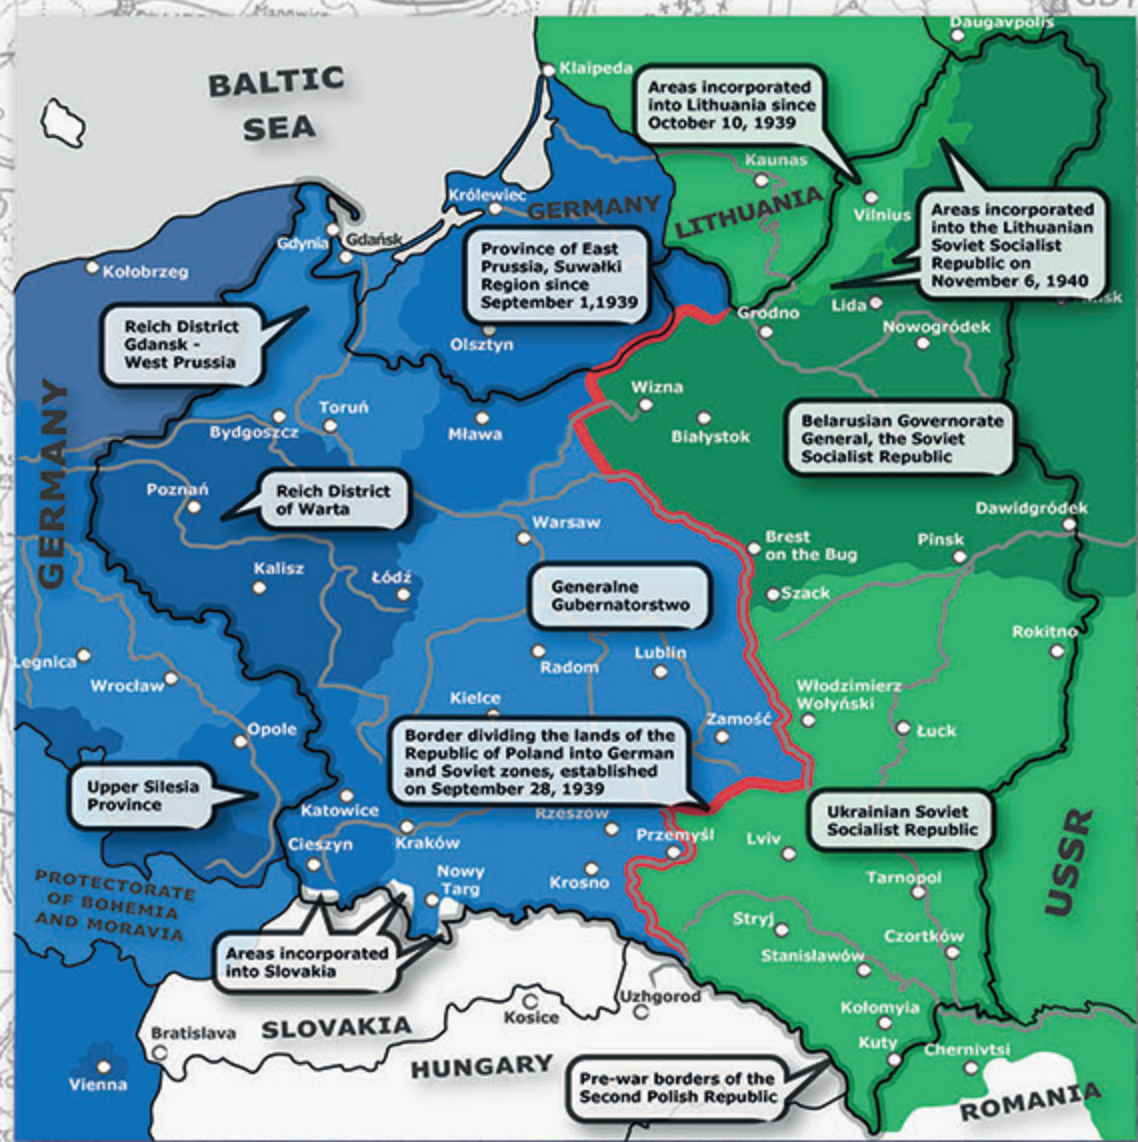 Daugavpolis
BALTIC
SEA
Klaipeda
Areas incorporated
into Lithuania since
October 10, 1939
Kaunas
LITHUANIA
Vilnius
Królewiec
GERMANY
Areas incorporated
into the Lithuanian
Soviet Socialist
Republic on
November 6, 1940
Gdynia
Gdańsk
Province of East
Prussia, Suwałki
Region since
September 1,1939
Kołobrzeg
Reich District
Gdansk -
West Prussia
Lida
Grodno
Nowogródek
Olsztyn
GERMANY
Wizna
Białystok
Toruń
Bydgoszcz
Mława
Belarusian Governorate
General, the Soviet
Socialist Republic
Poznań
Reich District
of Warta
Warsaw
Dawidgródek
Brest
on the Bug
Pinsk
Kalisz
Łódź
Generalne
Gubernatorstwo
Szack
Rokitno
Legnica
Wrocław
Radom
Lublin
Włodzimierz
Wołyński
Kielce
Zamość
Łuck
Opole
Border dividing the lands of the
Republic of Poland into German
and Soviet zones, established
on September 28, 1939
Upper Silesia
Province
Katowice
Rzeszów
Ukrainian Soviet
Socialist Republic
USSR
Cieszyn
Kraków
Przemyśl
Lviv
Nowy
Targ
Krosno
Tarnopol
PROTECTORATE
OF BOHEMIA
AND MORAVIA
Stryj
Czortków
Areas incorporated
into Slovakia
Stanisławów
Uzhgorod
Kosice
Kołomyia
Bratislava
SLOVAKIA
HUNGARY
Kuty
Chernivtsi
Vienna
Pre-war borders of the
Second Polish Republic
ROMANIA